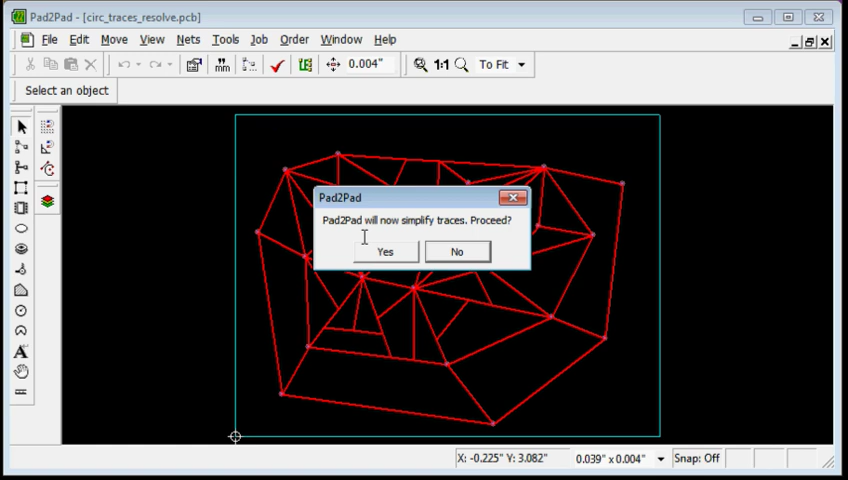 Pad2Pad - [circ_traces_resolve.pcb]
File Edit Move View Nets Tools Job Order Window Help
mm 0.004" 1:1 To Fit
Select an object
Pad2Pad
Pad2Pad will now simplify traces. Proceed?
Yes No
A
X: -0.225" Y: 3.082" 0.039" x 0.004" Snap: Off